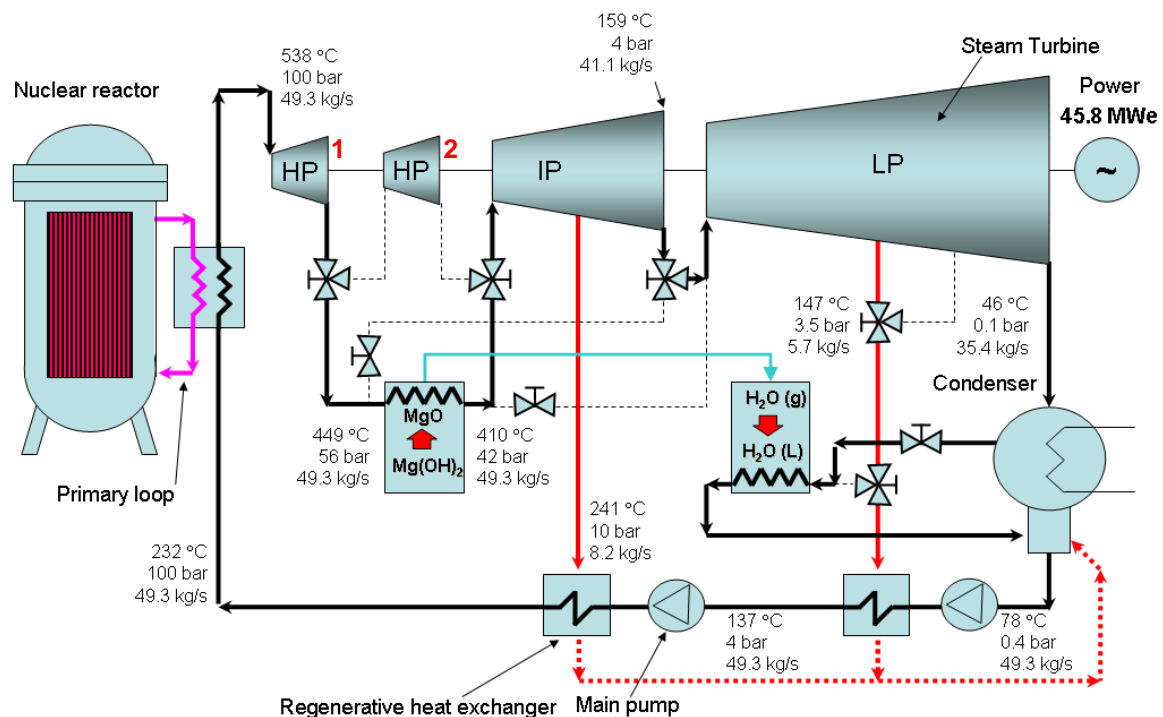 159 °C
4 bar
41.1 kg/s
Steam Turbine
538 °C
100 bar
49.3 kg/s
Nuclear reactor
Power
45.8 MWe
HP
1
HP
2
IP
LP
~
147 °C
3.5 bar
5.7 kg/s
46 °C
0.1 bar
35.4 kg/s
Condenser
MgO
Mg(OH)₂
H₂O (g)
H₂O (L)
449 °C
56 bar
49.3 kg/s
410 °C
42 bar
49.3 kg/s
Primary loop
241 °C
10 bar
8.2 kg/s
232 °C
100 bar
49.3 kg/s
137 °C
4 bar
49.3 kg/s
78 °C
0.4 bar
49.3 kg/s
Regenerative heat exchanger
Main pump